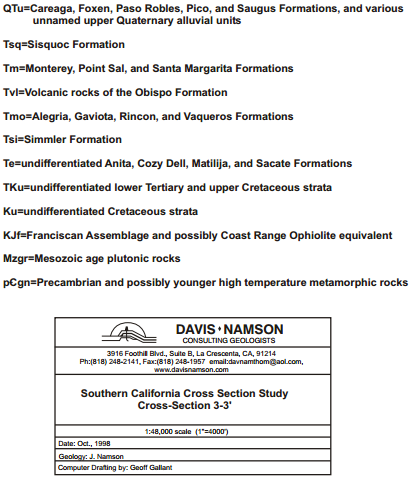 QTu=Careaga, Foxen, Paso Robles, Pico, and Saugus Formations, and various
unnamed upper Quaternary alluvial units
Tsq=Sisquoc Formation
Tm=Monterey, Point Sal, and Santa Margarita Formations
Tvl=Volcanic rocks of the Obispo Formation
Tmo=Alegria, Gaviota, Rincon, and Vaqueros Formations
Tsi=Simmler Formation
Te=undifferentiated Anita, Cozy Dell, Matilija, and Sacate Formations
TKu=undifferentiated lower Tertiary and upper Cretaceous strata
Ku=undifferentiated Cretaceous strata
KJf=Franciscan Assemblage and possibly Coast Range Ophiolite equivalent
Mzgr=Mesozoic age plutonic rocks
pЄgn=Precambrian and possibly younger high temperature metamorphic rocks
DAVIS♦NAMSON
CONSULTING GEOLOGISTS
3916 Foothill Blvd., Suite B, La Crescenta, CA, 91214
Ph:(818) 248-2141, Fax:(818) 248-1957 email:davnamthom@aol.com,
www.davisnamson.com
Southern California Cross Section Study
Cross-Section 3-3'
1:48,000 scale (1"=4000')
Date: Oct., 1998
Geology: J. Namson
Computer Drafting by: Geoff Gallant